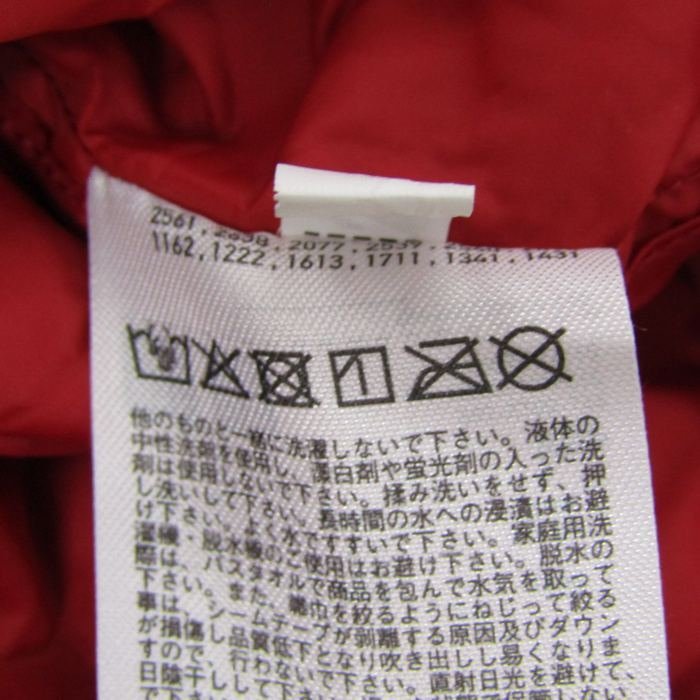 2561, 2077, 2539,
1162, 1222, 1613, 1711, 1341, 1431
他のものと一緒に洗濯しないで下さい。液体の
中性洗剤を使用し、漂白剤や蛍光剤の入った洗
剤は使用しないで下さい。揉み洗いをせず、押
し洗いして下さい。長時間の水への浸漬はお避
け下さい。よく水ですすいで下さい。家庭用洗
濯機・脱水機のご使用はお避け下さい。脱水の
際は、バスタオルで商品を包んで水気を取って
下さい。また、雑巾を絞るようにねじって絞る
事は、シームテープが剥離する原因及びダウン
が損傷し品質低下となり吹き出しし易くなりま
すので、行わないで下さい。直射日光を避けて、
日陰干しして下さい。